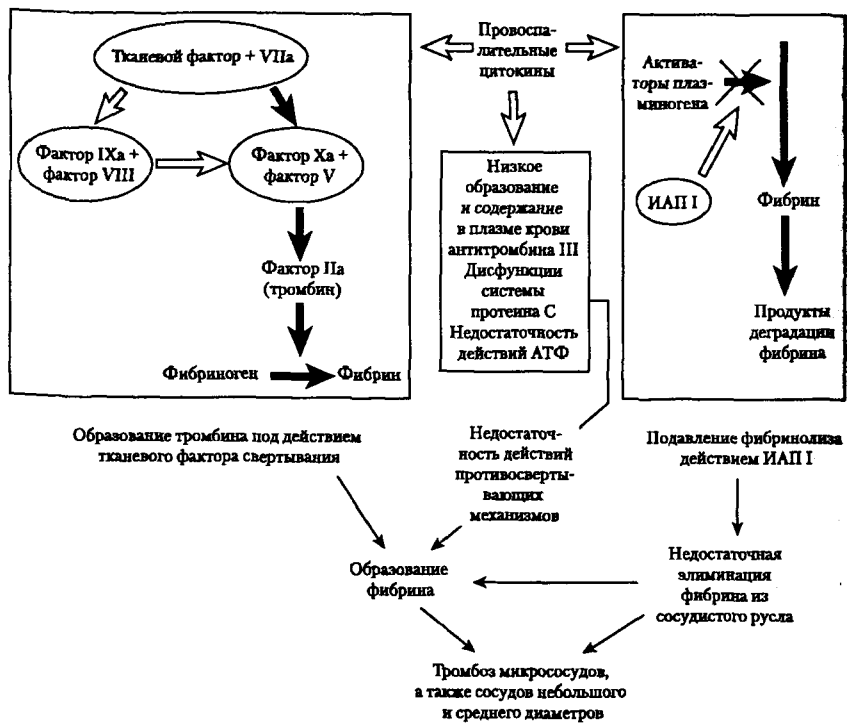 Тканевой фактор + VIIa
Фактор IXa +
фактор VIII
Фактор Xa +
фактор V
Фактор IIa
(тромбин)
Фибриноген
Фибрин
Провоспа-
лительные
цитокины
Низкое
образование
и содержание
в плазме крови
антитромбина III
Дисфункции
системы
протеина C
Недостаточность
действий АТФ
Актива-
торы плаз-
миногена
ИАП I
Фибрин
Продукты
деградации
фибрина
Образование тромбина под действием
тканевого фактора свертывания
Недостаточ-
ность действий
противосверты-
вающих
механизмов
Подавление фибринолиза
действием ИАП I
Образование
фибрина
Недостаточная
элиминация
фибрина из
сосудистого русла
Тромбоз микрососудов,
а также сосудов небольшого
и среднего диаметров